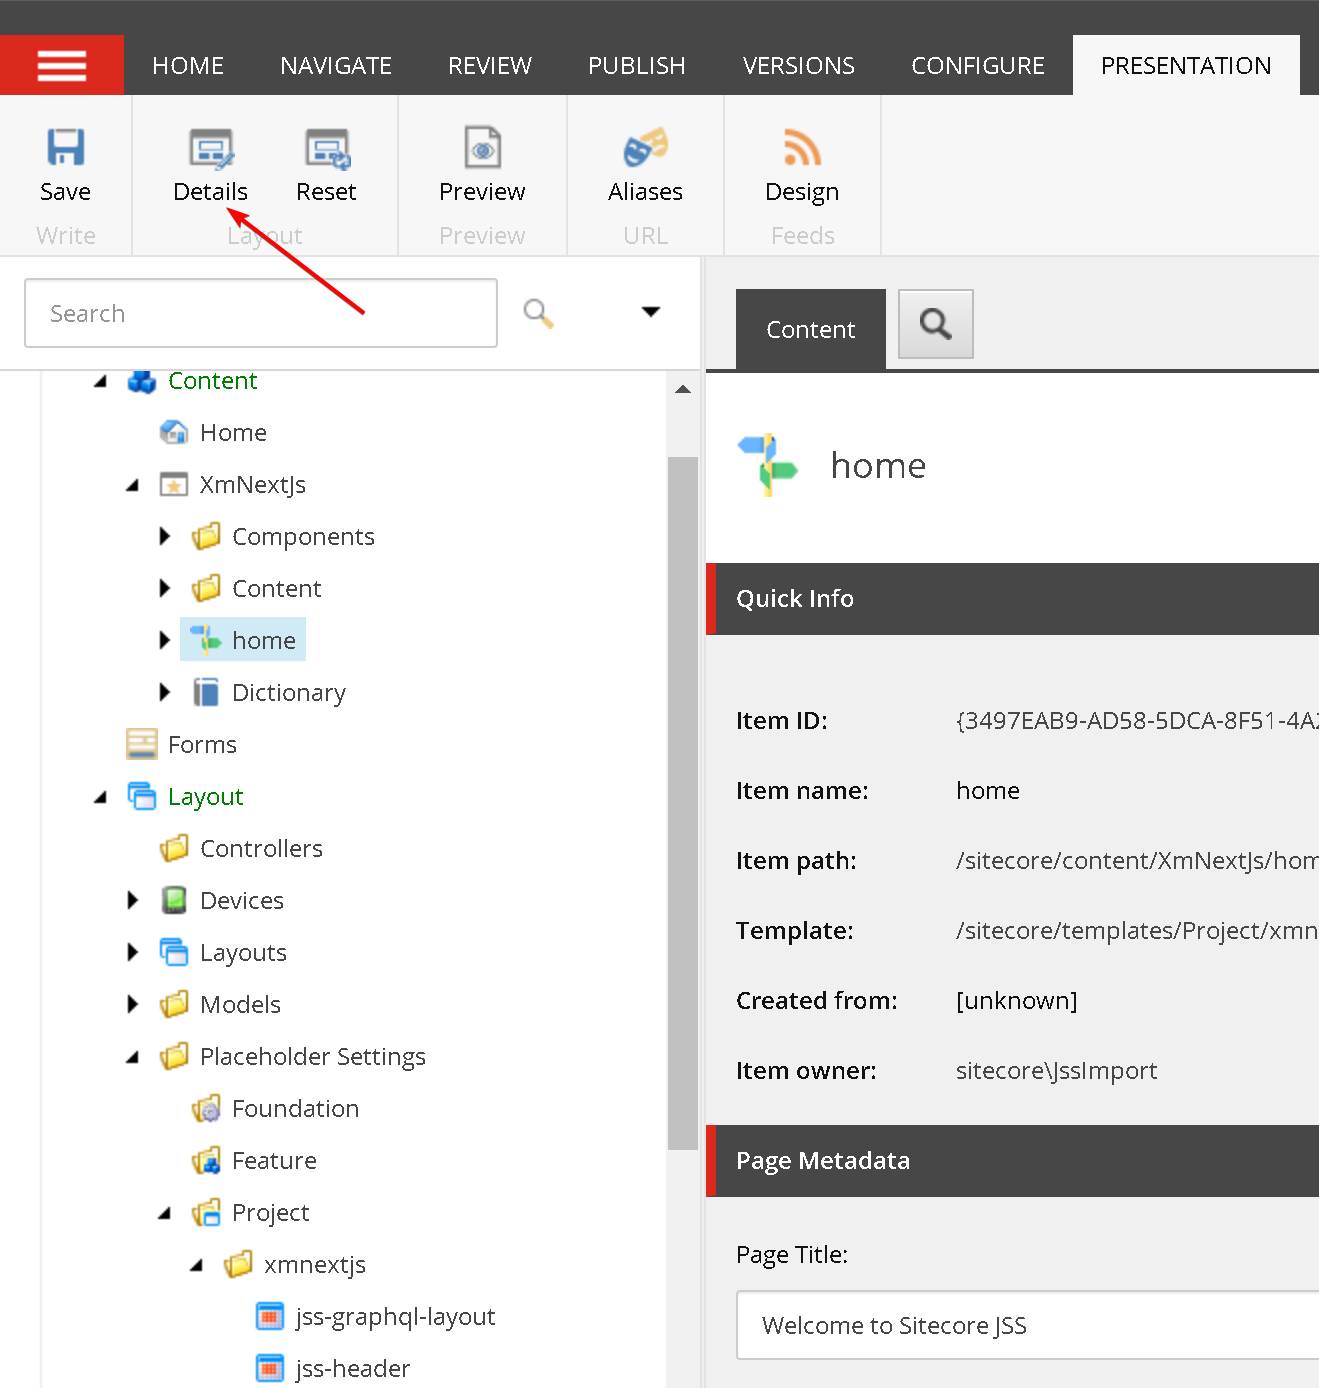 HOME NAVIGATE REVIEW PUBLISH VERSIONS CONFIGURE PRESENTATION
Save Details Reset Preview Aliases Design
Write Layout Preview URL Feeds
Search
Content
Content
Home
XmNextJs
Components
Content
home
Dictionary
Forms
Layout
Controllers
Devices
Layouts
Models
Placeholder Settings
Foundation
Feature
Project
xmnextjs
jss-graphql-layout
jss-header
home
Quick Info
Item ID: {3497EAB9-AD58-5DCA-8F51-4A
Item name: home
Item path: /sitecore/content/XmNextJs/hom
Template: /sitecore/templates/Project/xmn
Created from: [unknown]
Item owner: sitecore\JssImport
Page Metadata
Page Title:
Welcome to Sitecore JSS